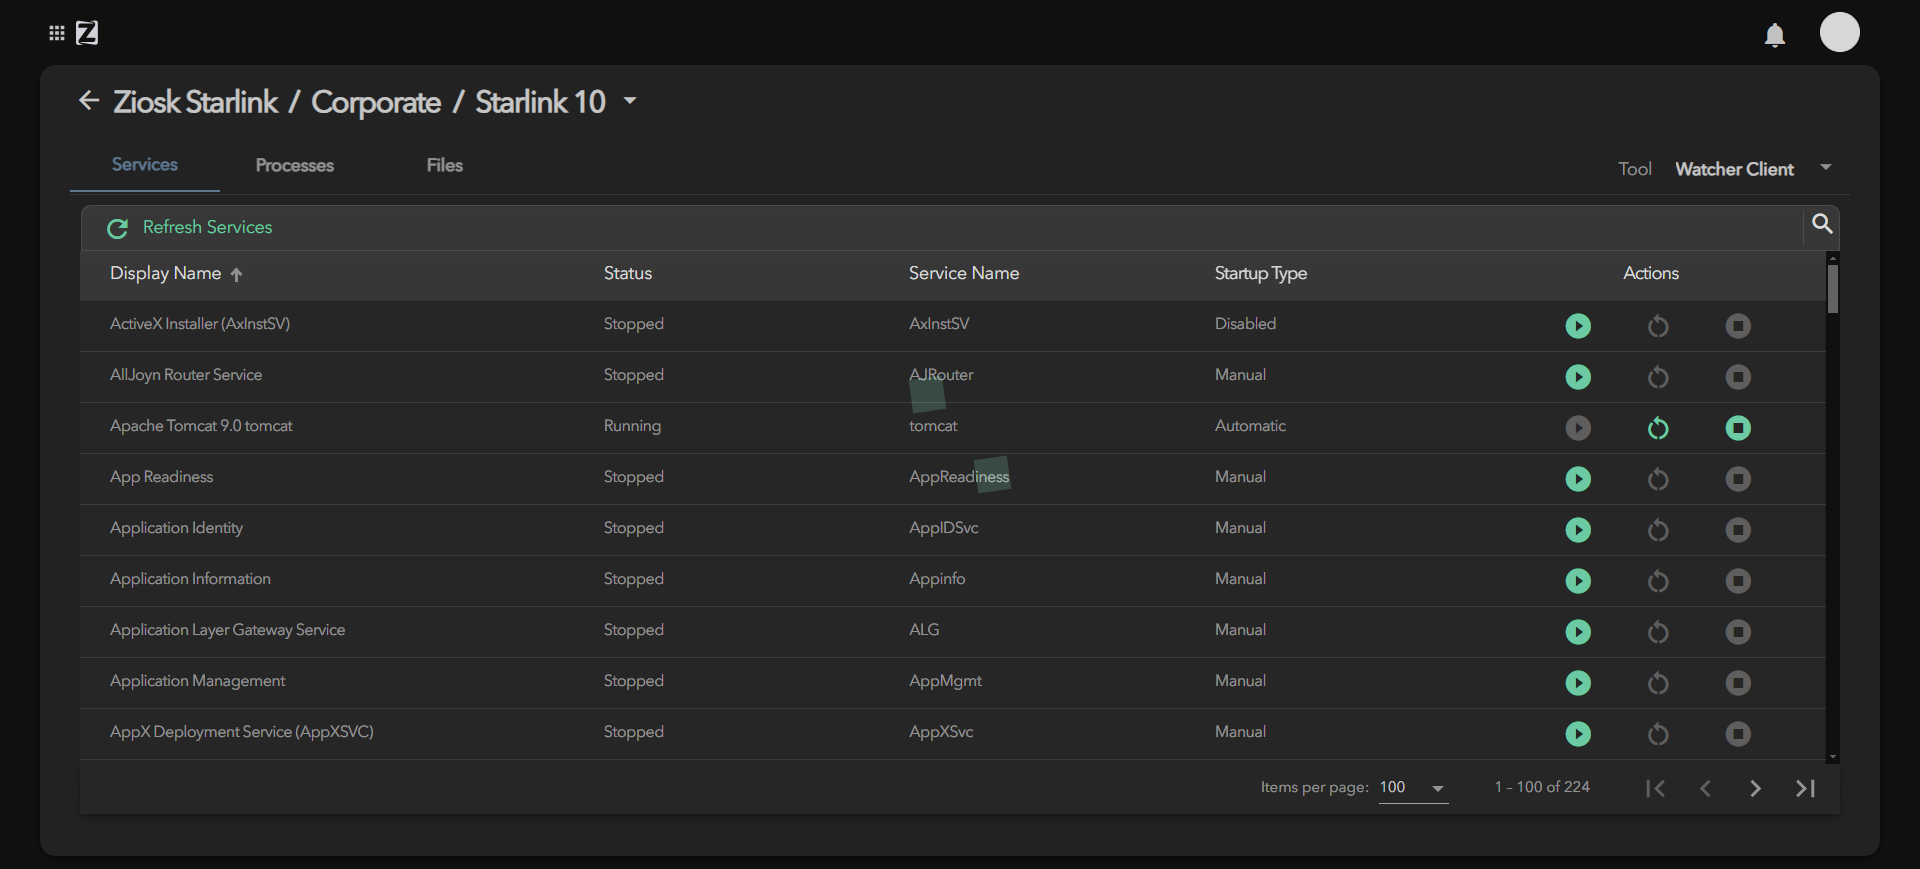 Z
Ziosk Starlink / Corporate / Starlink 10
Services Processes Files Tool Watcher Client
Refresh Services
Display Name Status Service Name Startup Type Actions
ActiveX Installer (AxInstSV) Stopped AxInstSV Disabled
AllJoyn Router Service Stopped AJRouter Manual
Apache Tomcat 9.0 tomcat Running tomcat Automatic
App Readiness Stopped AppReadiness Manual
Application Identity Stopped AppIDSvc Manual
Application Information Stopped Appinfo Manual
Application Layer Gateway Service Stopped ALG Manual
Application Management Stopped AppMgmt Manual
AppX Deployment Service (AppXSVC) Stopped AppXSvc Manual
Items per page: 100 1 - 100 of 224